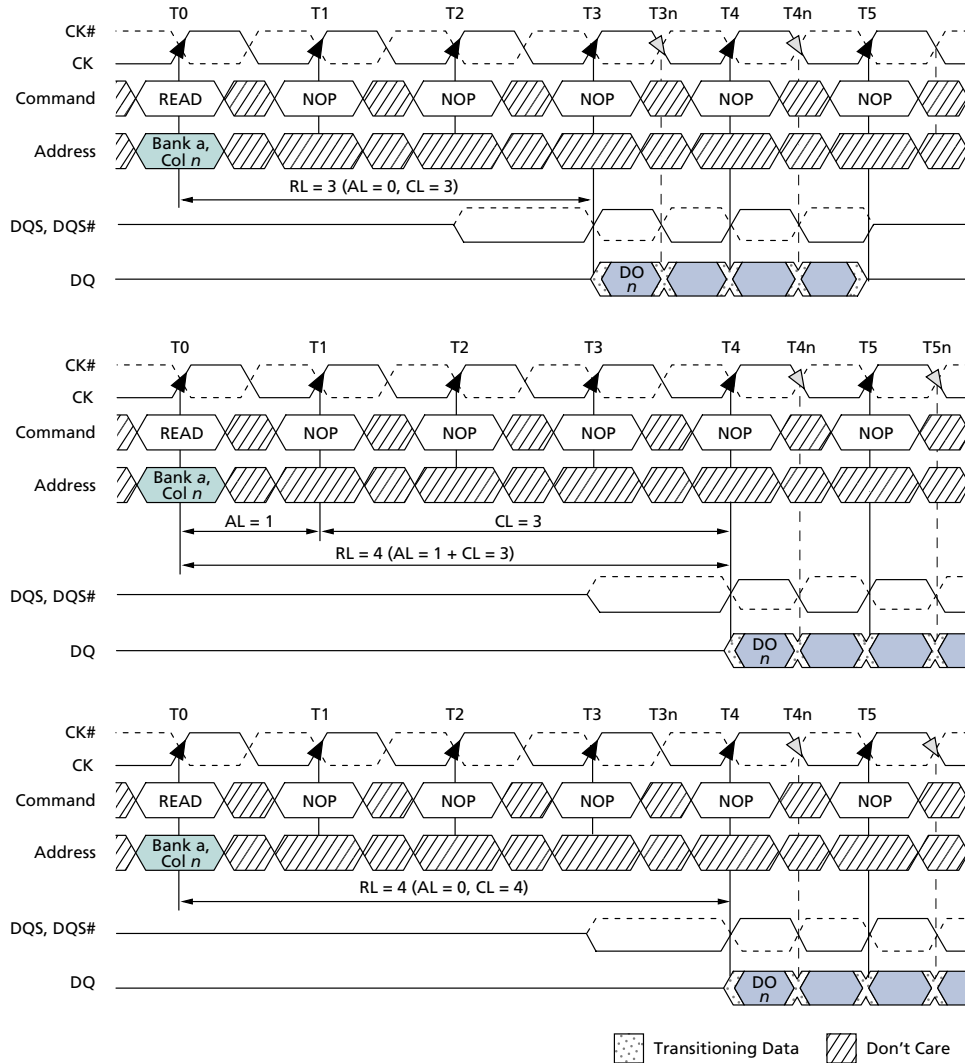 T0 T1 T2 T3 T3n T4 T4n T5
CK#
CK
Command READ NOP NOP NOP NOP NOP
Address Bank a,
Col n
RL = 3 (AL = 0, CL = 3)
DQS, DQS#
DQ DO
n
T0 T1 T2 T3 T4 T4n T5 T5n
CK#
CK
Command READ NOP NOP NOP NOP NOP
Address Bank a,
Col n
AL = 1 CL = 3
RL = 4 (AL = 1 + CL = 3)
DQS, DQS#
DQ DO
n
T0 T1 T2 T3 T3n T4 T4n T5
CK#
CK
Command READ NOP NOP NOP NOP NOP
Address Bank a,
Col n
RL = 4 (AL = 0, CL = 4)
DQS, DQS#
DQ DO
n
Transitioning Data Don't Care